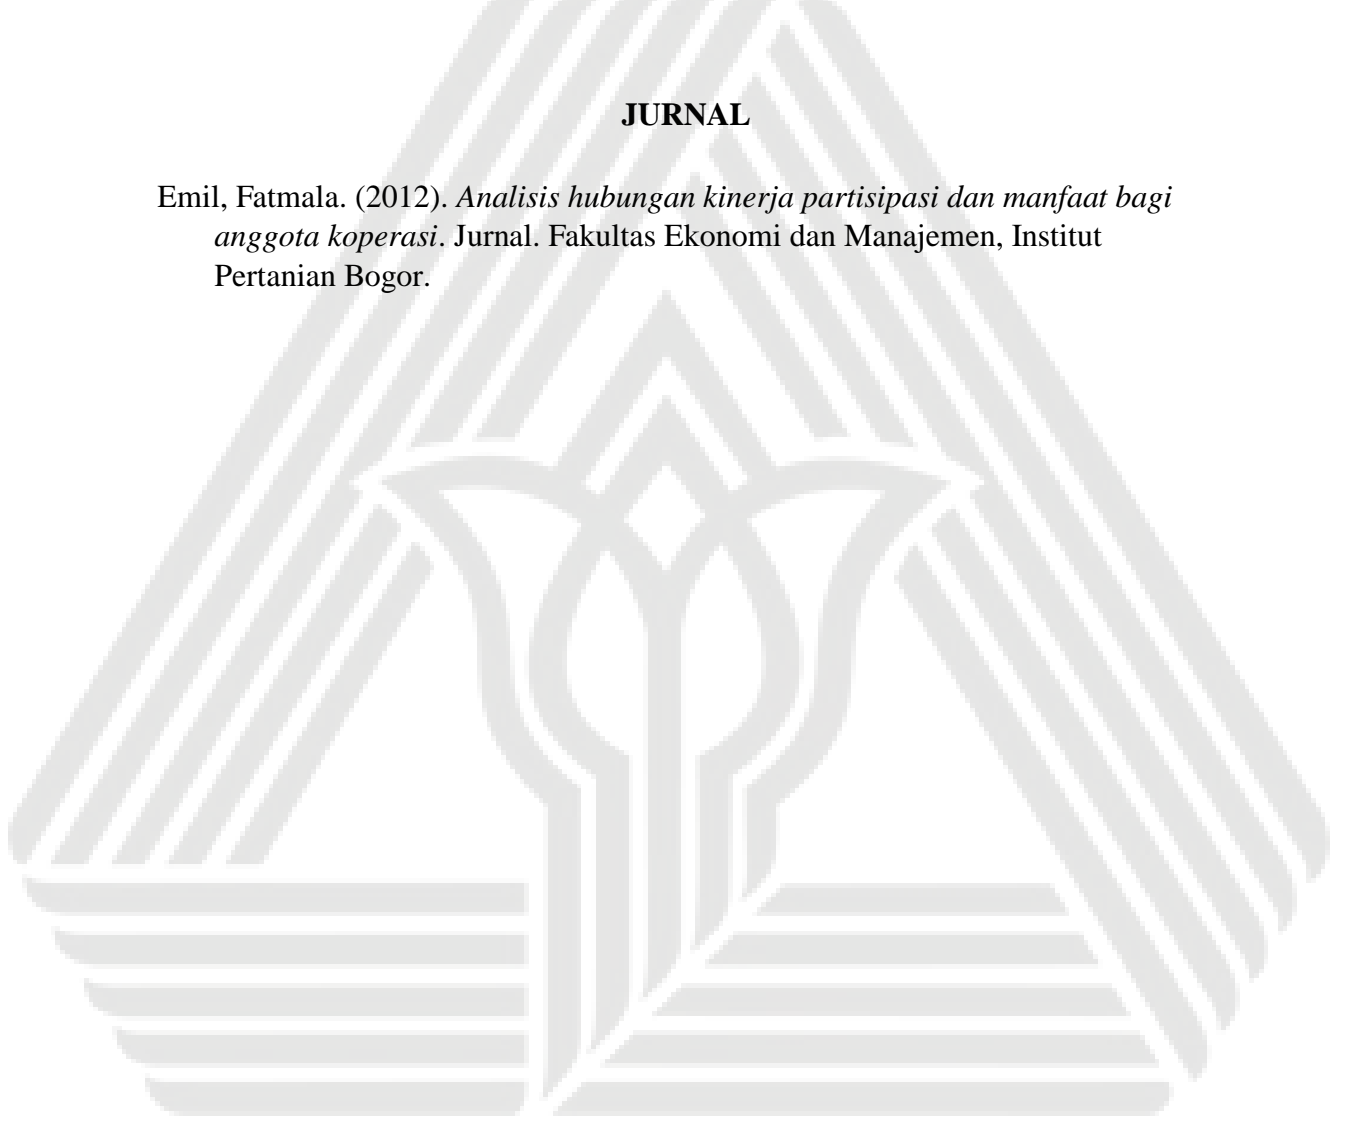 JURNAL
Emil, Fatmala. (2012). Analisis hubungan kinerja partisipasi dan manfaat bagi
anggota koperasi. Jurnal. Fakultas Ekonomi dan Manajemen, Institut
Pertanian Bogor.